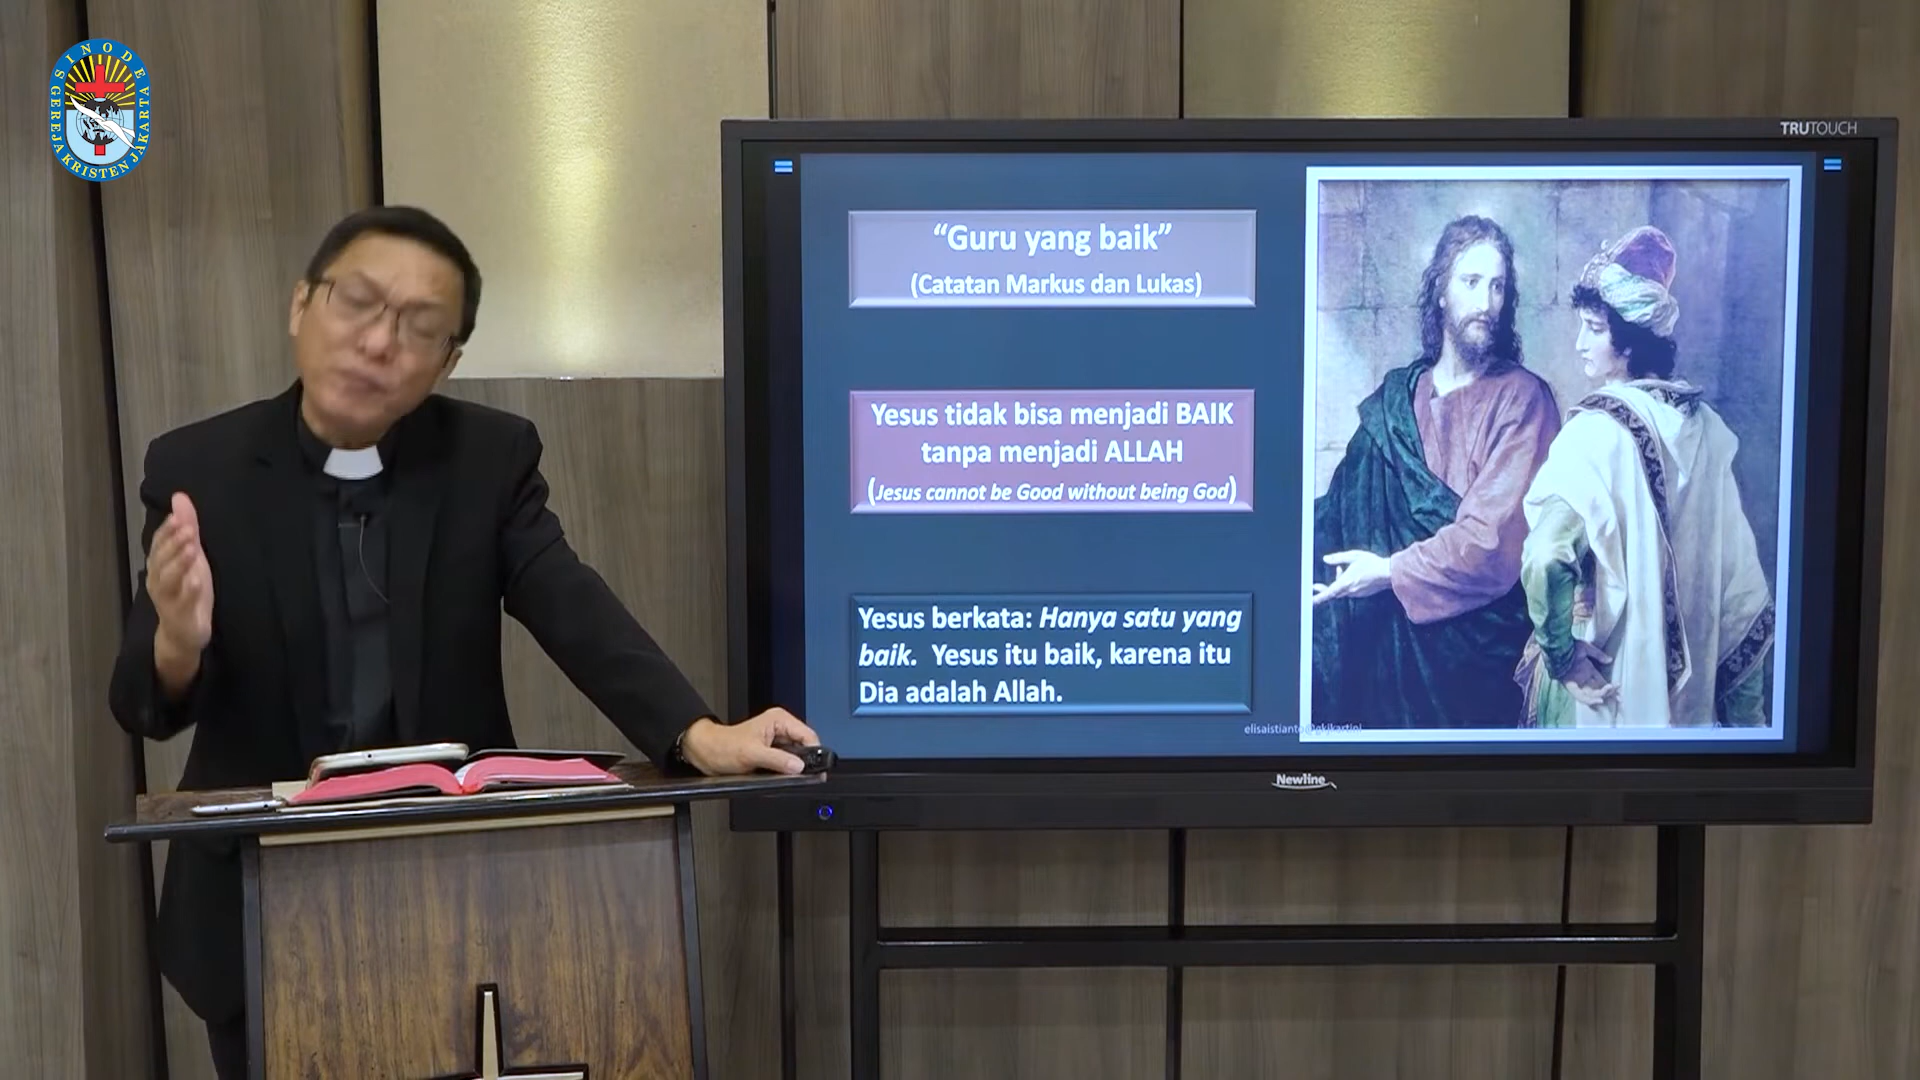 SINODE
GEREJA KRISTEN JAKARTA
TRUTOUCH
“Guru yang baik”
(Catatan Markus dan Lukas)
Yesus tidak bisa menjadi BAIK
tanpa menjadi ALLAH
(Jesus cannot be Good without being God)
Yesus berkata: Hanya satu yang
baik. Yesus itu baik, karena itu
Dia adalah Allah.
elisaistianto@gkjkartini
Newline